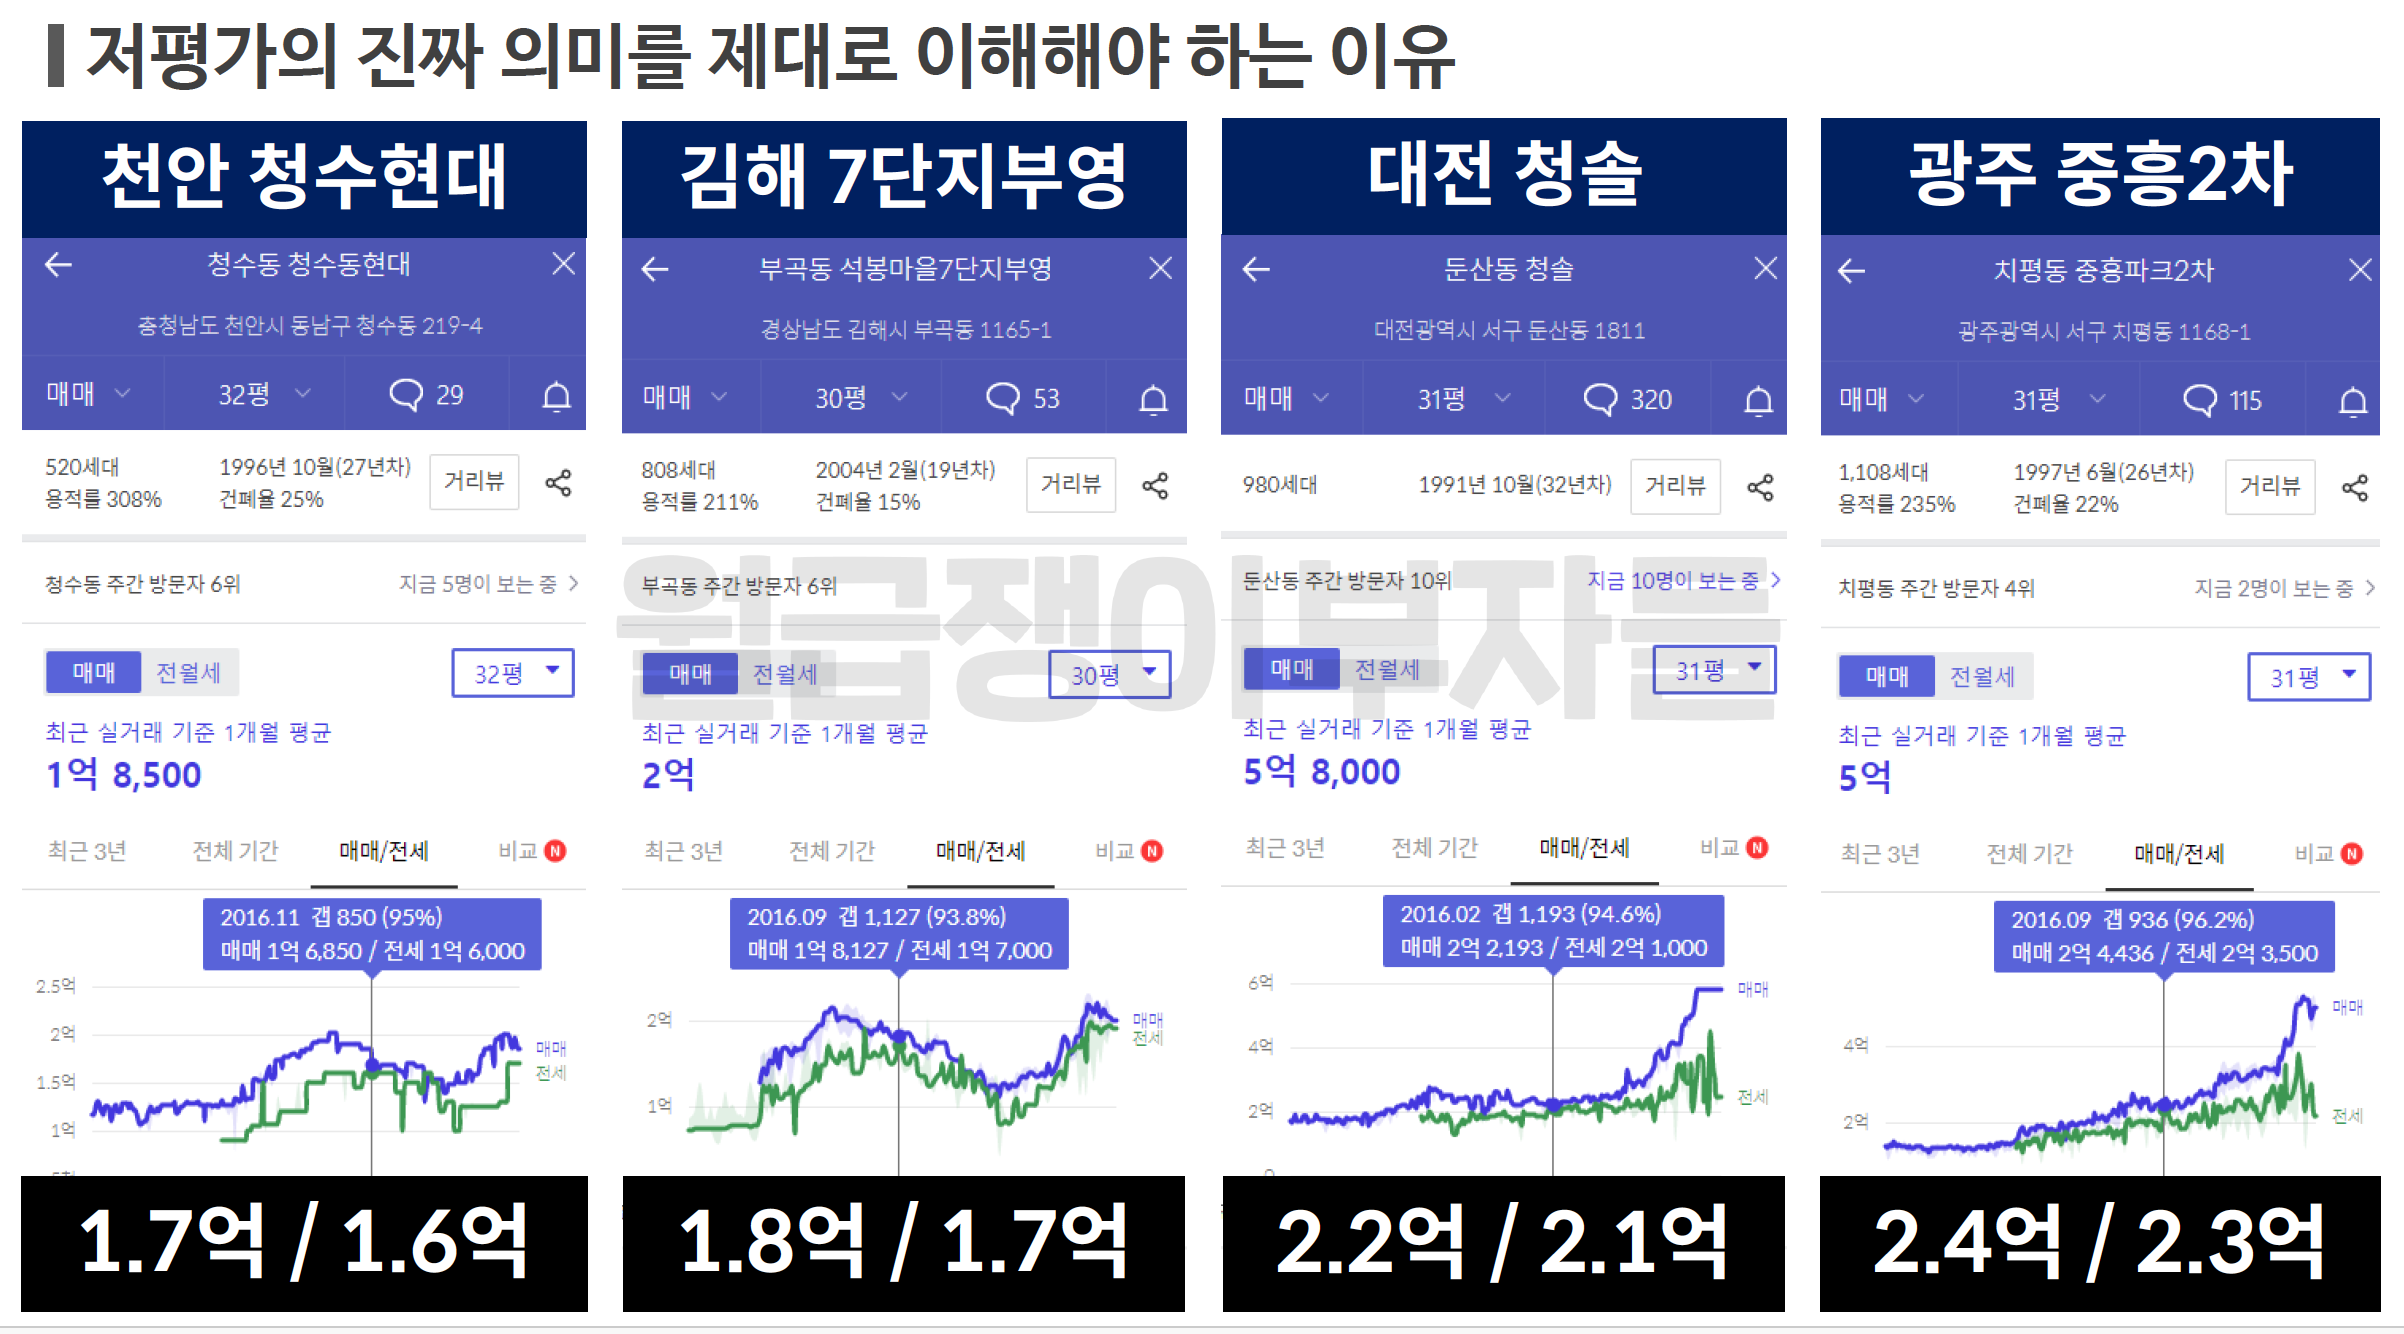 저평가의 진짜 의미를 제대로 이해해야 하는 이유
천안 청수현대
청수동 청수동현대
충청남도 천안시 동남구 청수동 219-4
매매 32평 29
520세대 1996년 10월(27년차) 거리뷰
용적률 308% 건폐율 25%
청수동 주간 방문자 6위 지금 5명이 보는 중
매매 전월세 32평
최근 실거래 기준 1개월 평균
1억 8,500
최근 3년 전체 기간 매매/전세 비교 N
2016.11 갭 850 (95%)
매매 1억 6,850 / 전세 1억 6,000
2.5억
2억
1.5억
1억
매매
전세
1.7억 / 1.6억
김해 7단지부영
부곡동 석봉마을7단지부영
경상남도 김해시 부곡동 1165-1
매매 30평 53
808세대 2004년 2월(19년차) 거리뷰
용적률 211% 건폐율 15%
부곡동 주간 방문자 6위
매매 전월세 30평
최근 실거래 기준 1개월 평균
2억
최근 3년 전체 기간 매매/전세 비교 N
2016.09 갭 1,127 (93.8%)
매매 1억 8,127 / 전세 1억 7,000
2억
1억
매매
전세
1.8억 / 1.7억
대전 청솔
둔산동 청솔
대전광역시 서구 둔산동 1811
매매 31평 320
980세대 1991년 10월(32년차) 거리뷰
둔산동 주간 방문자 10위 지금 10명이 보는 중
매매 전월세 31평
최근 실거래 기준 1개월 평균
5억 8,000
최근 3년 전체 기간 매매/전세 비교 N
2016.02 갭 1,193 (94.6%)
매매 2억 2,193 / 전세 2억 1,000
6억
4억
2억
매매
전세
2.2억 / 2.1억
광주 중흥2차
치평동 중흥파크2차
광주광역시 서구 치평동 1168-1
매매 31평 115
1,108세대 1997년 6월(26년차) 거리뷰
용적률 235% 건폐율 22%
치평동 주간 방문자 4위 지금 2명이 보는 중
매매 전월세 31평
최근 실거래 기준 1개월 평균
5억
최근 3년 전체 기간 매매/전세 비교 N
2016.09 갭 936 (96.2%)
매매 2억 4,436 / 전세 2억 3,500
4억
2억
매매
전세
2.4억 / 2.3억
월급쟁이부자들